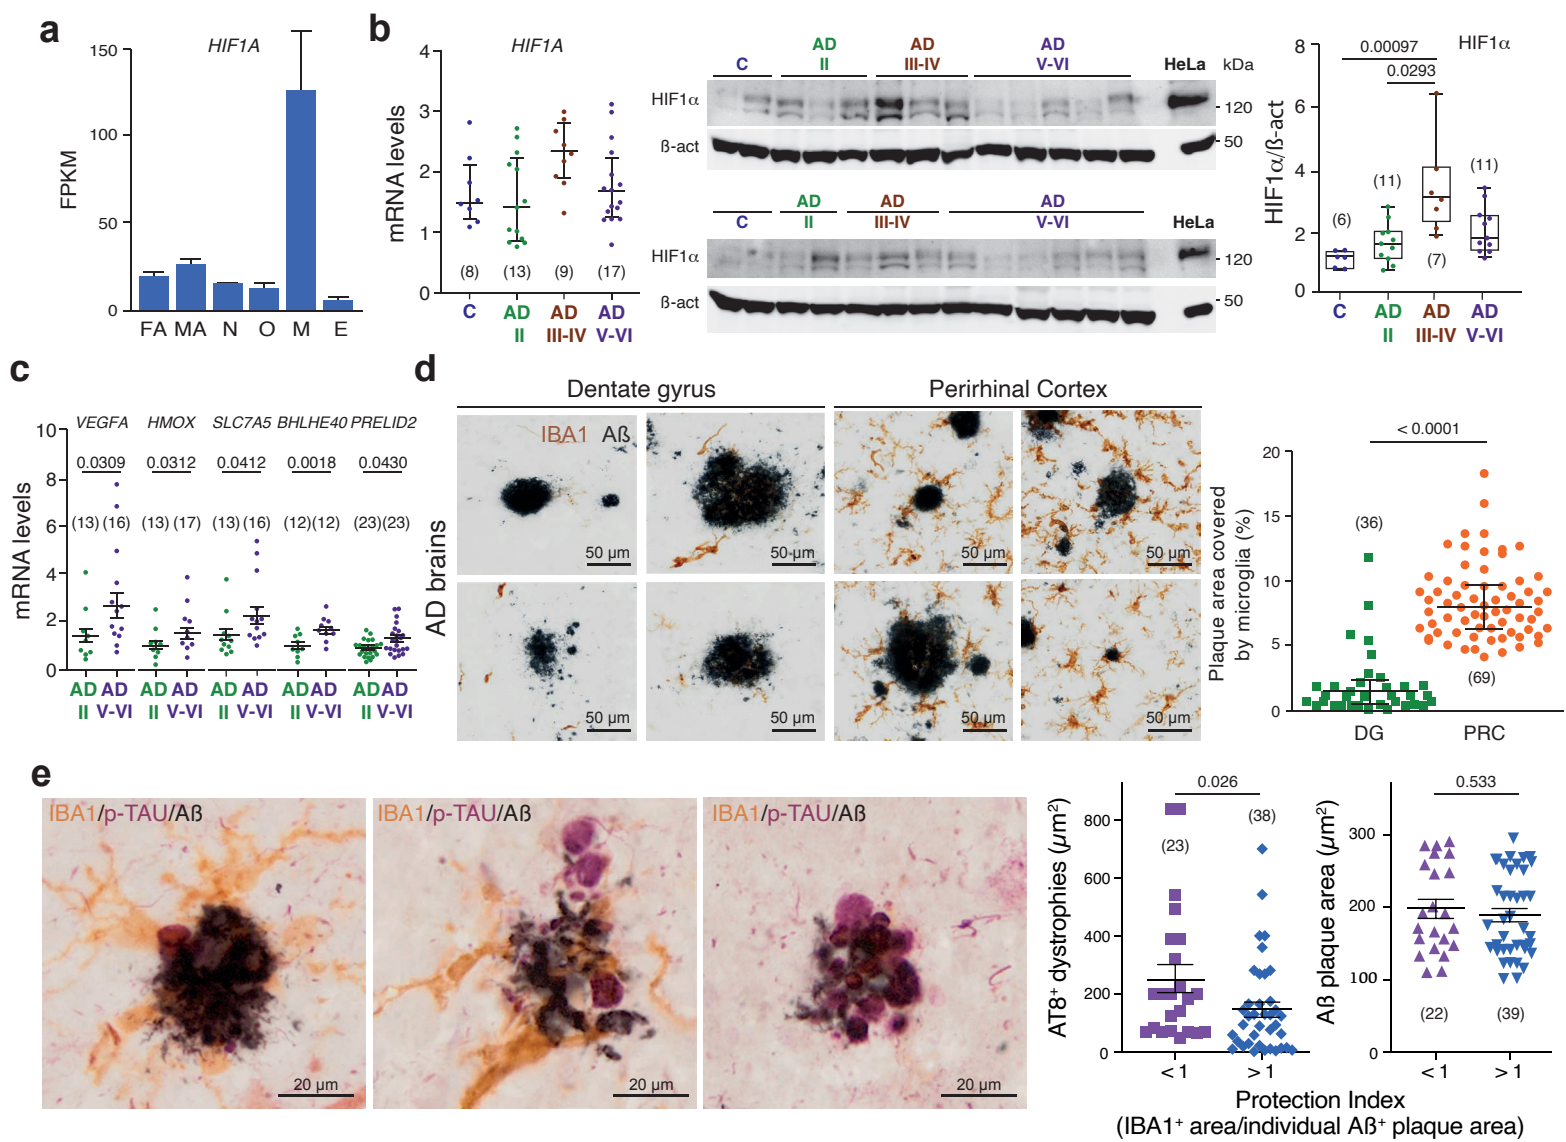 a
HIF1A
FPKM
150
100
50
0
FA MA N O M E
b
HIF1A
mRNA levels
4
3
2
1
0
(8) (13) (9) (17)
C AD AD AD
II III-IV V-VI
AD AD AD
C II III-IV V-VI HeLa kDa
HIF1α
120
ß-act
50
AD AD AD
C II III-IV V-VI HeLa
HIF1α
120
ß-act
50
HIF1α
HIF1α/ß-act
8
6
4
2
0
0.00097
0.0293
(6) (11) (7) (11)
C AD AD AD
II III-IV V-VI
c
mRNA levels
10
8
6
4
2
0
VEGFA HMOX SLC7A5 BHLHE40 PRELID2
0.0309 0.0312 0.0412 0.0018 0.0430
(13) (16) (13) (17) (13) (16) (12) (12) (23) (23)
AD AD AD AD AD AD AD AD AD AD
II V-VI II V-VI II V-VI II V-VI II V-VI
d
Dentate gyrus Perirhinal Cortex
AD brains
IBA1 Aß
50 µm 50 µm 50 µm 50 µm
50 µm 50 µm 50 µm 50 µm
Plaque area covered
by microglia (%)
20
15
10
5
0
< 0.0001
(36)
(69)
DG PRC
e
IBA1/p-TAU/Aß IBA1/p-TAU/Aß IBA1/p-TAU/Aß
20 µm 20 µm 20 µm
AT8+ dystrophies (µm2)
800
600
400
200
0
0.026
(23) (38)
< 1 > 1
Aß plaque area (µm2)
300
200
100
0
0.533
(22) (39)
< 1 > 1
Protection Index
(IBA1+ area/individual Aß+ plaque area)